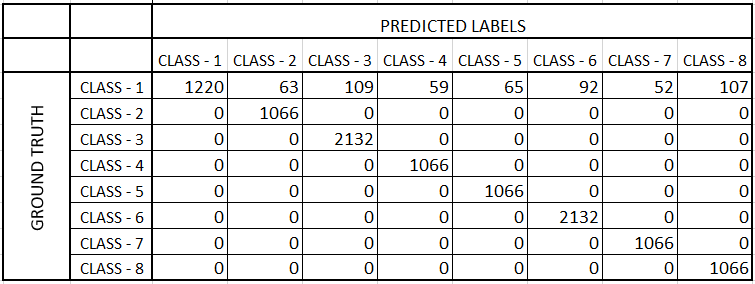 PREDICTED LABELS
CLASS - 1 CLASS - 2 CLASS - 3 CLASS - 4 CLASS - 5 CLASS - 6 CLASS - 7 CLASS - 8
GROUND TRUTH
CLASS - 1 1220 63 109 59 65 92 52 107
CLASS - 2 0 1066 0 0 0 0 0 0
CLASS - 3 0 0 2132 0 0 0 0 0
CLASS - 4 0 0 0 1066 0 0 0 0
CLASS - 5 0 0 0 0 1066 0 0 0
CLASS - 6 0 0 0 0 0 2132 0 0
CLASS - 7 0 0 0 0 0 0 1066 0
CLASS - 8 0 0 0 0 0 0 0 1066